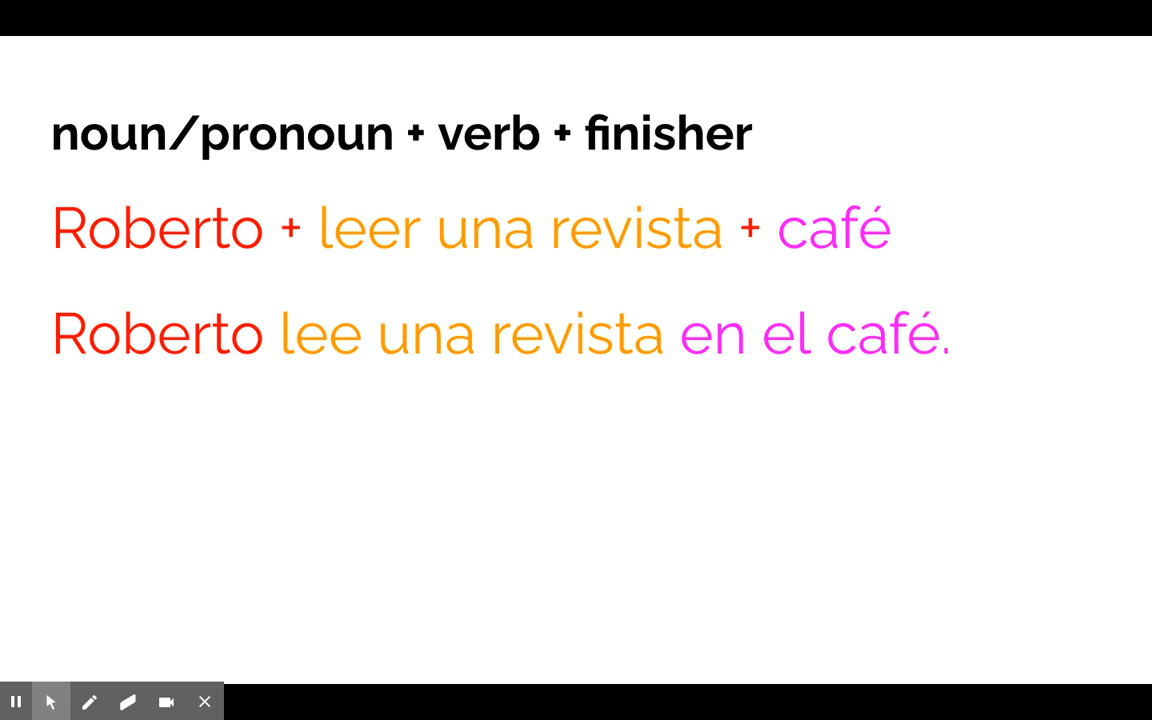 noun/pronoun + verb + finisher
Roberto + leer una revista + café
Roberto lee una revista en el café.